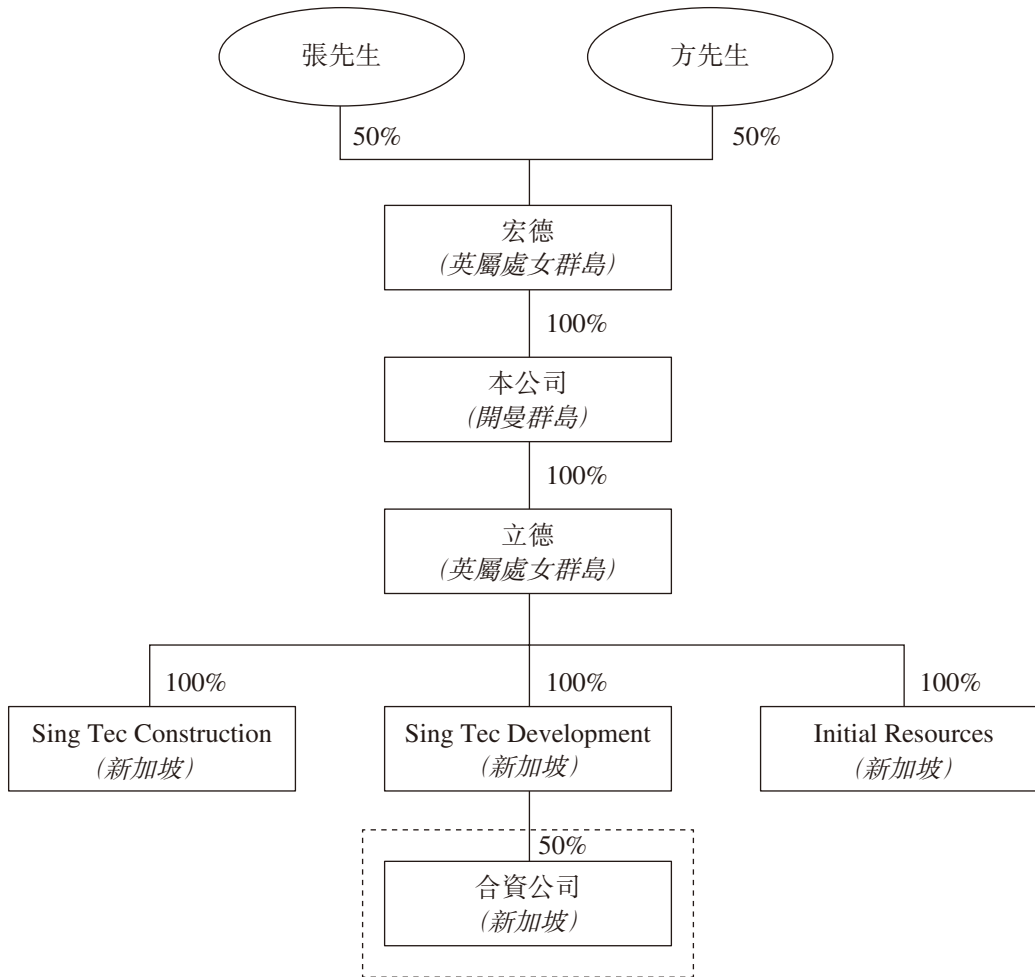 張先生
方先生
50%
50%
宏德
(英屬處女群島)
100%
本公司
(開曼群島)
100%
立德
(英屬處女群島)
100%
100%
100%
Sing Tec Construction
(新加坡)
Sing Tec Development
(新加坡)
Initial Resources
(新加坡)
50%
合資公司
(新加坡)